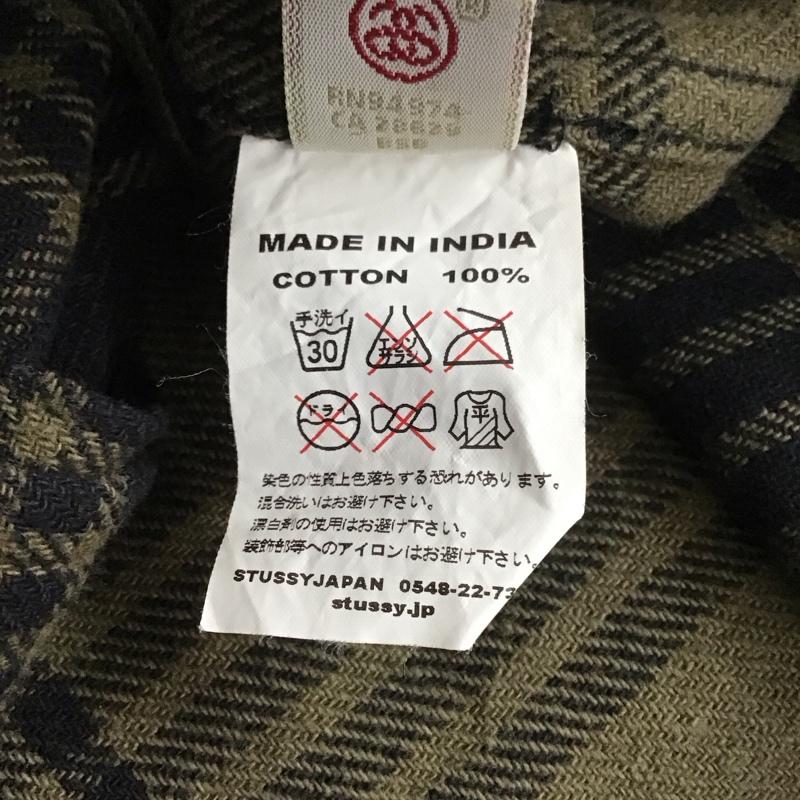 RN94974
CA 28629
MADE IN INDIA
COTTON 100%
手洗イ
30
エンソ
サラシ
ドライ
平
染色の性質上色落ちする恐れがあります。
混合洗いはお避け下さい。
漂白剤の使用はお避け下さい。
装飾部等へのアイロンはお避け下さい。
STUSSYJAPAN 0548-22-73
stussy.jp